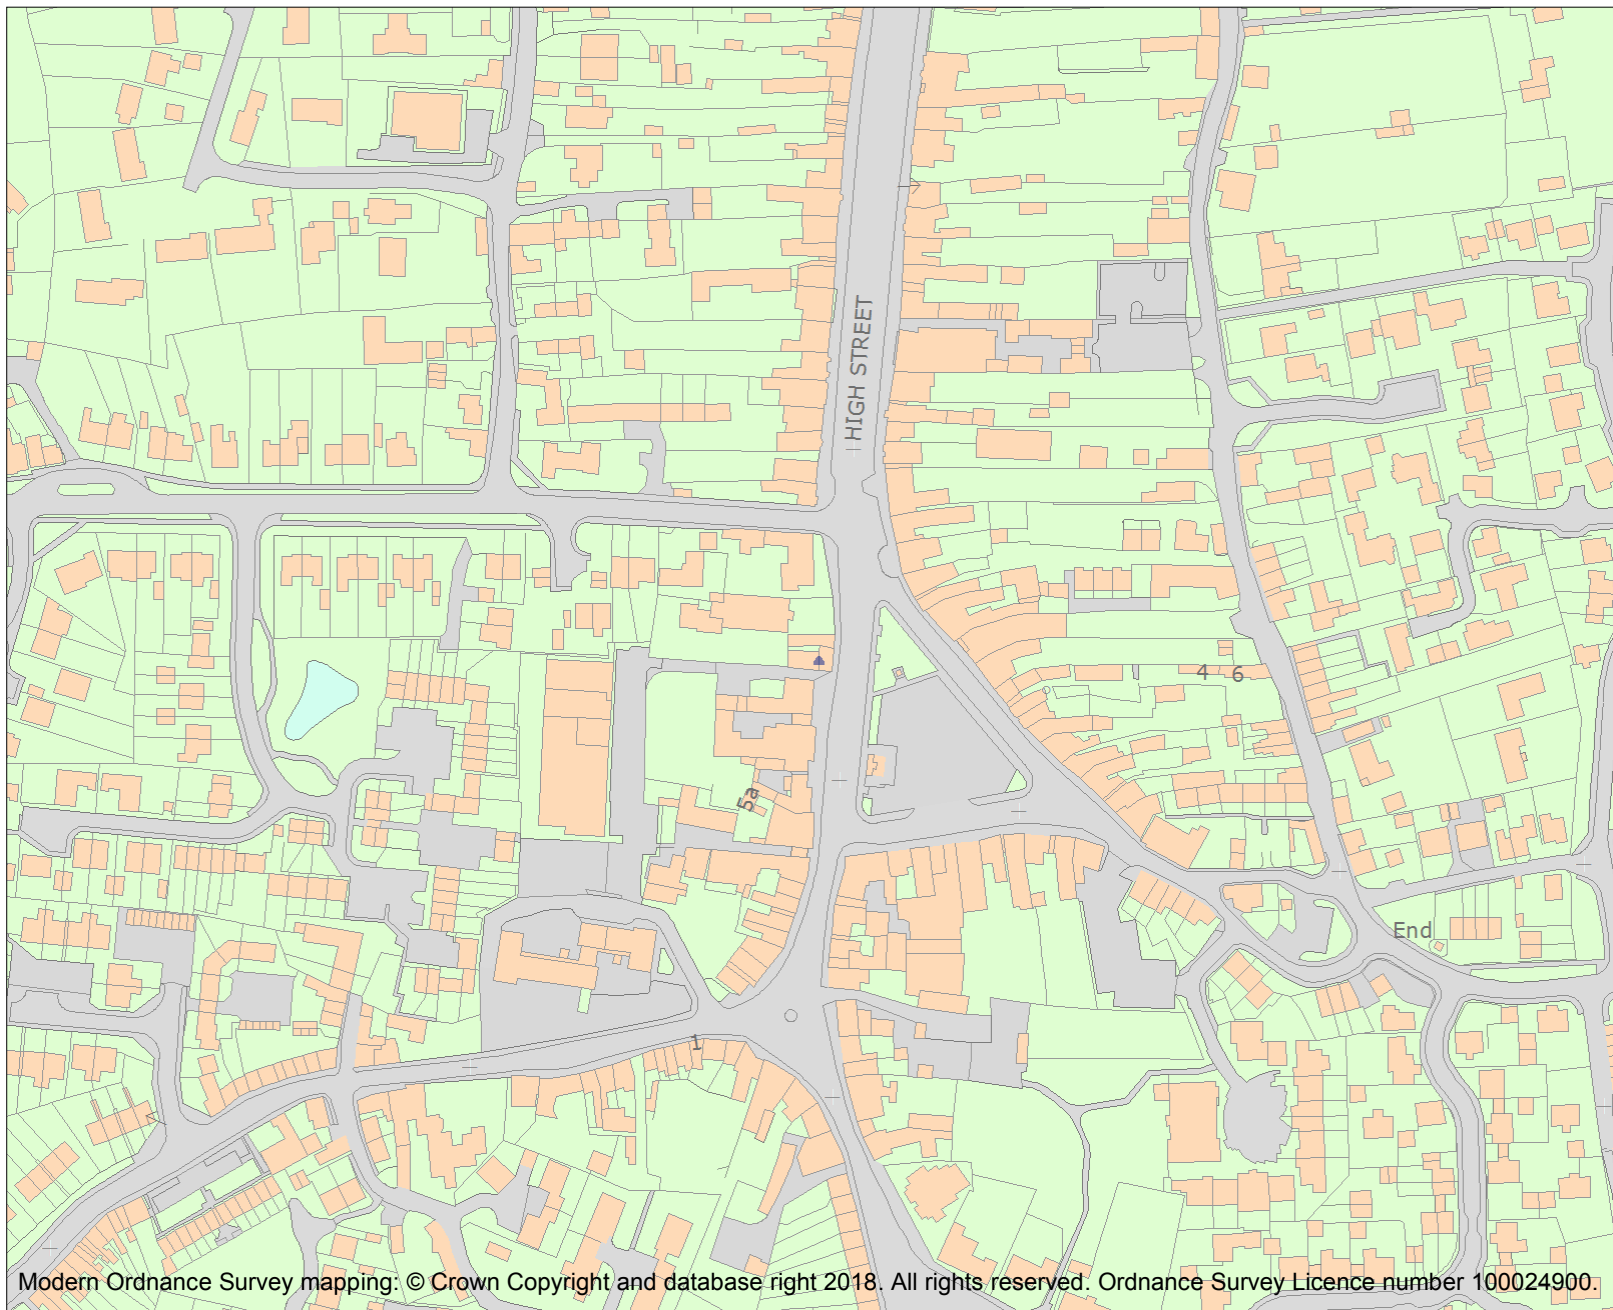 HIGH STREET
4
6
5a
End
1
Modern Ordnance Survey mapping: © Crown Copyright and database right 2018. All rights reserved. Ordnance Survey Licence number 100024900.